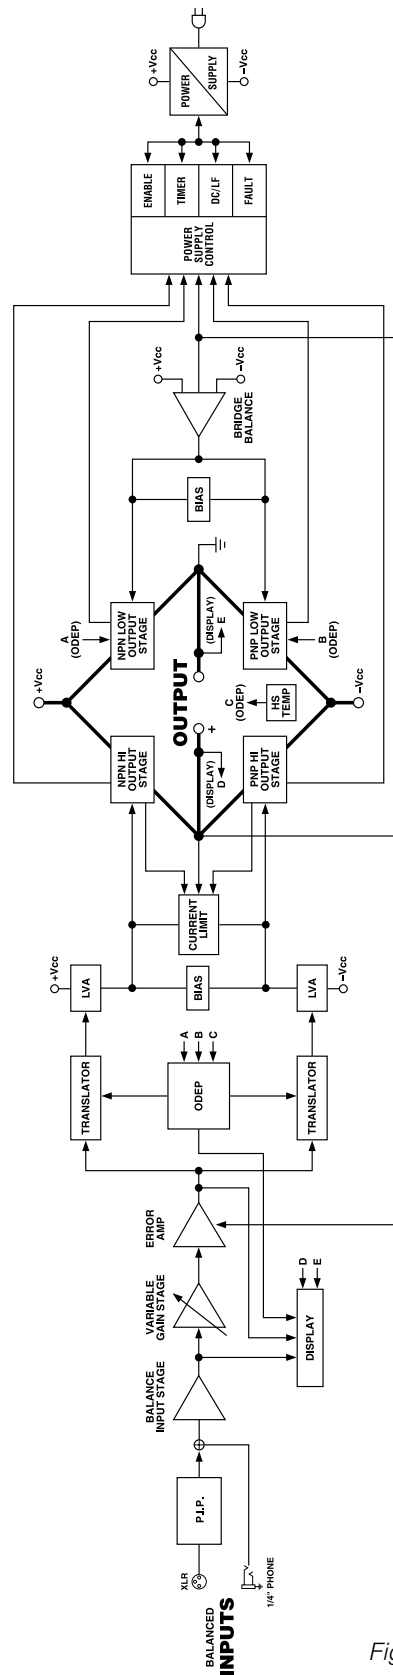 BALANCED
INPUTS
XLR
1/4" PHONE
P.I.P.
BALANCE
INPUT STAGE
VARIABLE
GAIN STAGE
ERROR
AMP
DISPLAY
D
E
TRANSLATOR
ODEP
A
B
C
TRANSLATOR
+Vcc
LVA
BIAS
LVA
-Vcc
CURRENT
LIMIT
NPN HI
OUTPUT
STAGE
PNP HI
OUTPUT
STAGE
+
(DISPLAY)
D
OUTPUT
+Vcc
-Vcc
C
(ODEP)
HS
TEMP
A
(ODEP)
NPN LOW
OUTPUT
STAGE
(DISPLAY)
E
PNP LOW
OUTPUT
STAGE
B
(ODEP)
BIAS
BRIDGE
BALANCE
+Vcc
-Vcc
POWER
SUPPLY
CONTROL
ENABLE
TIMER
DC/LF
FAULT
+Vcc
POWER
SUPPLY
-Vcc
Fig